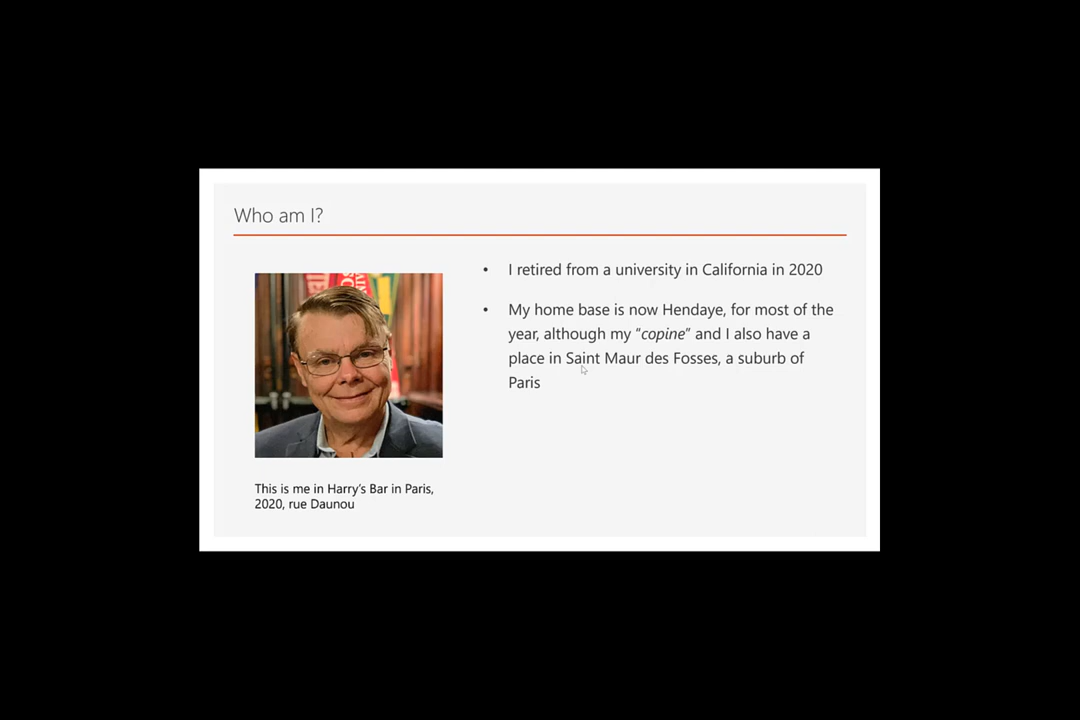 Who am I?
• I retired from a university in California in 2020
• My home base is now Hendaye, for most of the
year, although my “copine” and I also have a
place in Saint Maur des Fosses, a suburb of
Paris
This is me in Harry’s Bar in Paris,
2020, rue Daunou